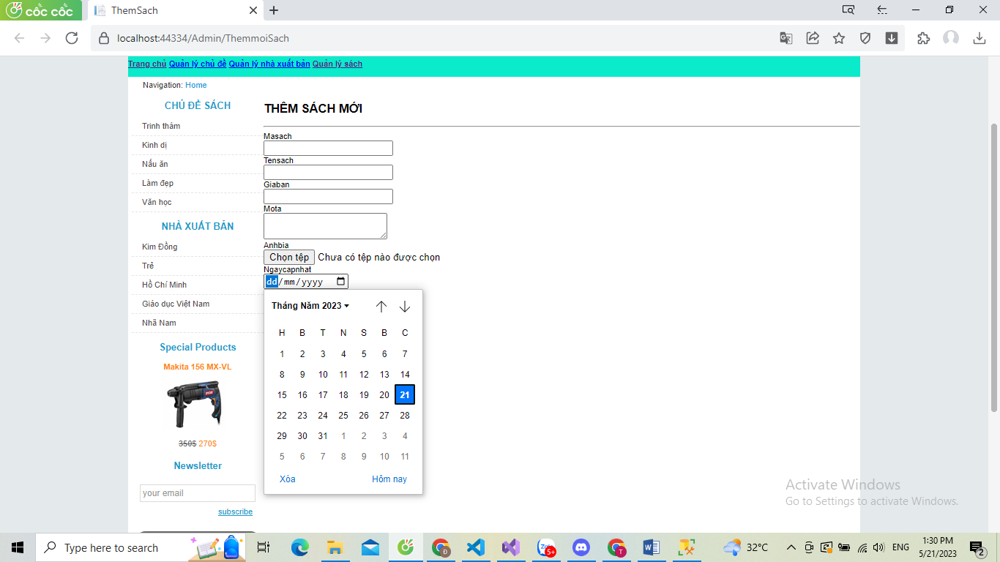 cốc cốc ThemSach
localhost:44334/Admin/ThemmoiSach
Trang chủ Quản lý chủ đề Quản lý nhà xuất bản Quản lý sách
Navigation: Home
CHỦ ĐỀ SÁCH
Trinh thám
Kinh dị
Nấu ăn
Làm đẹp
Văn học
NHÀ XUẤT BẢN
Kim Đồng
Trẻ
Hồ Chí Minh
Giáo dục Việt Nam
Nhã Nam
Special Products
Makita 156 MX-VL
350$ 270$
Newsletter
your email
subscribe
THÊM SÁCH MỚI
Masach
Tensach
Giaban
Mota
Anhbia
Chọn tệp Chưa có tệp nào được chọn
Ngaycapnhat
dd/mm/yyyy
Tháng Năm 2023
H B T N S B C
1 2 3 4 5 6 7
8 9 10 11 12 13 14
15 16 17 18 19 20 21
22 23 24 25 26 27 28
29 30 31 1 2 3 4
5 6 7 8 9 10 11
Xóa Hôm nay
Activate Windows
Go to Settings to activate Windows.
Type here to search
Đ
5+
T
32°C
ENG
1:30 PM
5/21/2023
2